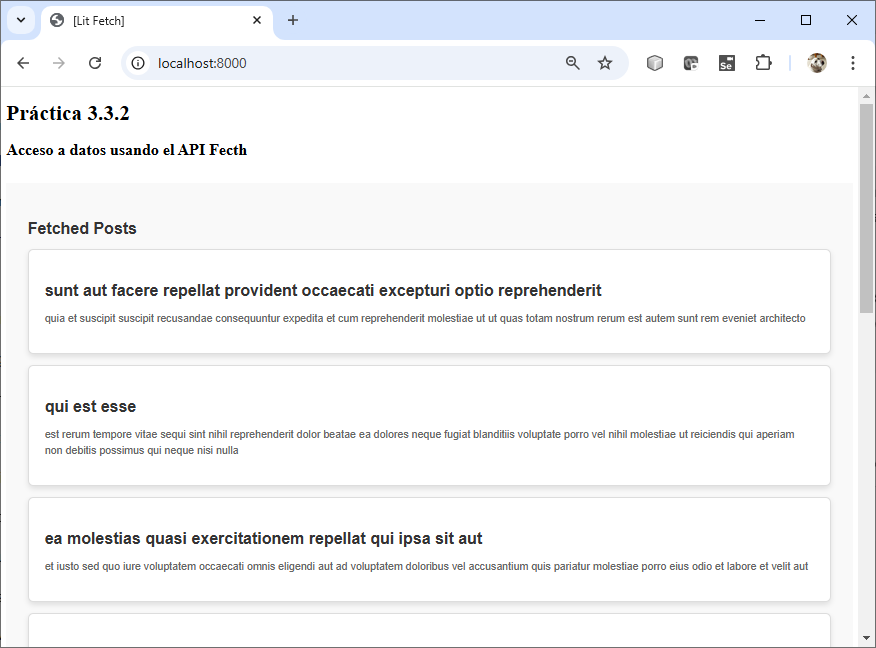 [Lit Fetch]
localhost:8000
Se
Práctica 3.3.2
Acceso a datos usando el API Fecth
Fetched Posts
sunt aut facere repellat provident occaecati excepturi optio reprehenderit
quia et suscipit suscipit recusandae consequuntur expedita et cum reprehenderit molestiae ut ut quas totam nostrum rerum est autem sunt rem eveniet architecto
qui est esse
est rerum tempore vitae sequi sint nihil reprehenderit dolor beatae ea dolores neque fugiat blanditiis voluptate porro vel nihil molestiae ut reiciendis qui aperiam
non debitis possimus qui neque nisi nulla
ea molestias quasi exercitationem repellat qui ipsa sit aut
et iusto sed quo iure voluptatem occaecati omnis eligendi aut ad voluptatem doloribus vel accusantium quis pariatur molestiae porro eius odio et labore et velit aut